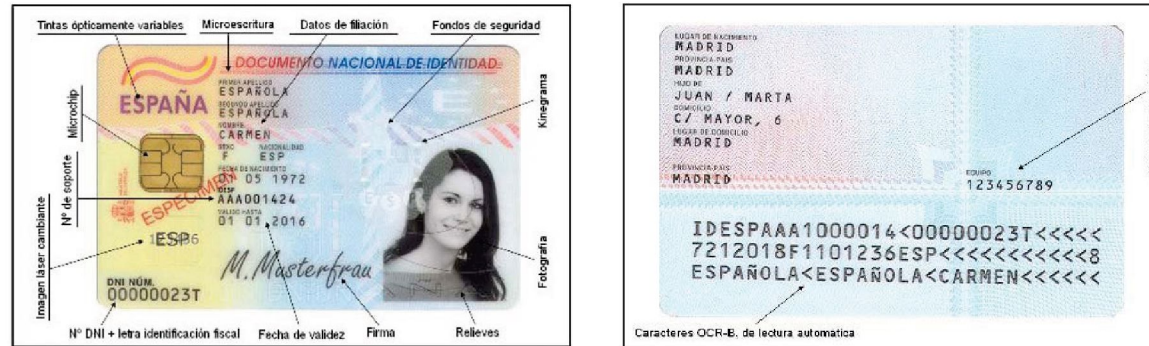 Tintas ópticamente variables
Microescritura
Datos de filiación
Fondos de seguridad
DOCUMENTO NACIONAL DE IDENTIDAD
ESPAÑA
PRIMER APELLIDO
ESPAÑOLA
SEGUNDO APELLIDO
ESPAÑOLA
NOMBRE
CARMEN
SEXO NACIONALIDAD
F ESP
FECHA DE NACIMIENTO
01 05 1972
IDESP
AAA001424
VALIDO HASTA
01 01 2016
ESPECIMEN
ESP
M. Musterfrau
DNI NÚM.
00000023T
Microchip
Nº de soporte
Imagen laser cambiante
Kinegrama
Fotografía
Nº DNI + letra identificación fiscal
Fecha de validez
Firma
Relieves
LUGAR DE NACIMIENTO
MADRID
PROVINCIA-PAIS
MADRID
HIJO DE
JUAN / MARTA
DOMICILIO
C/ MAYOR, 6
LUGAR DE DOMICILIO
MADRID
PROVINCIA-PAIS
MADRID
EQUIPO
123456789
IDESPAAA1000014<00000023T<<<<<
7212018F1101236ESP<<<<<<<<<<<8
ESPAÑOLA<ESPAÑOLA<CARMEN<<<<<<
Caracteres OCR-B, de lectura automatica